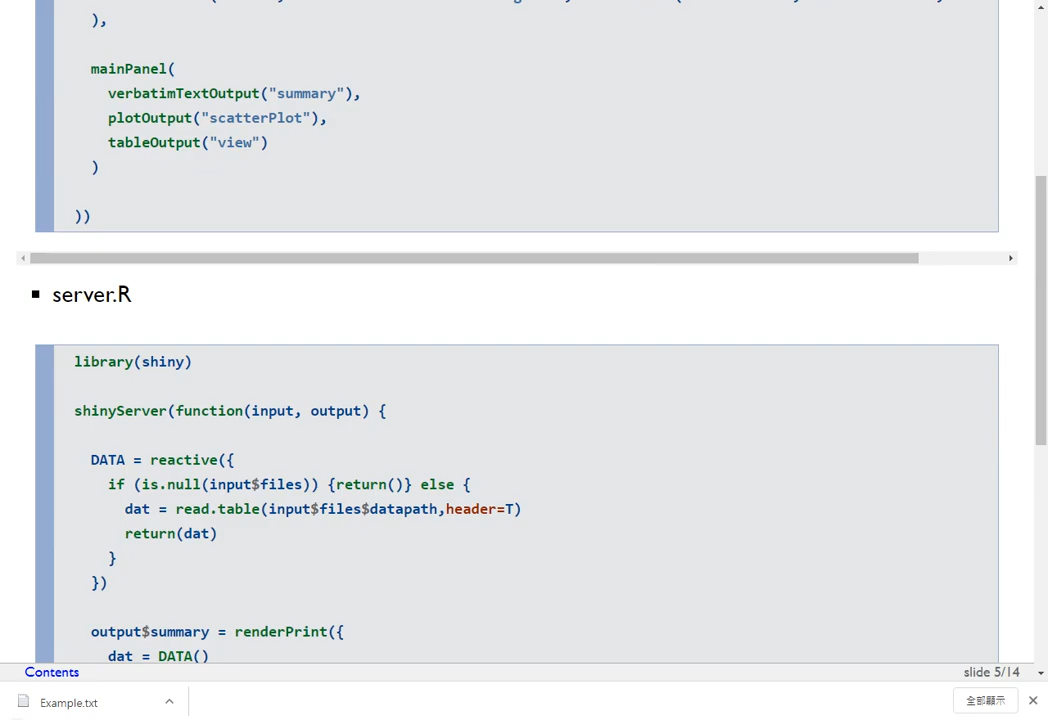 ),
mainPanel(
verbatimTextOutput("summary"),
plotOutput("scatterPlot"),
tableOutput("view")
)
))
server.R
library(shiny)
shinyServer(function(input, output) {
DATA = reactive({
if (is.null(input$files)) {return()} else {
dat = read.table(input$files$datapath,header=T)
return(dat)
}
})
output$summary = renderPrint({
dat = DATA()
Contents
slide 5/14
Example.txt
全部顯示